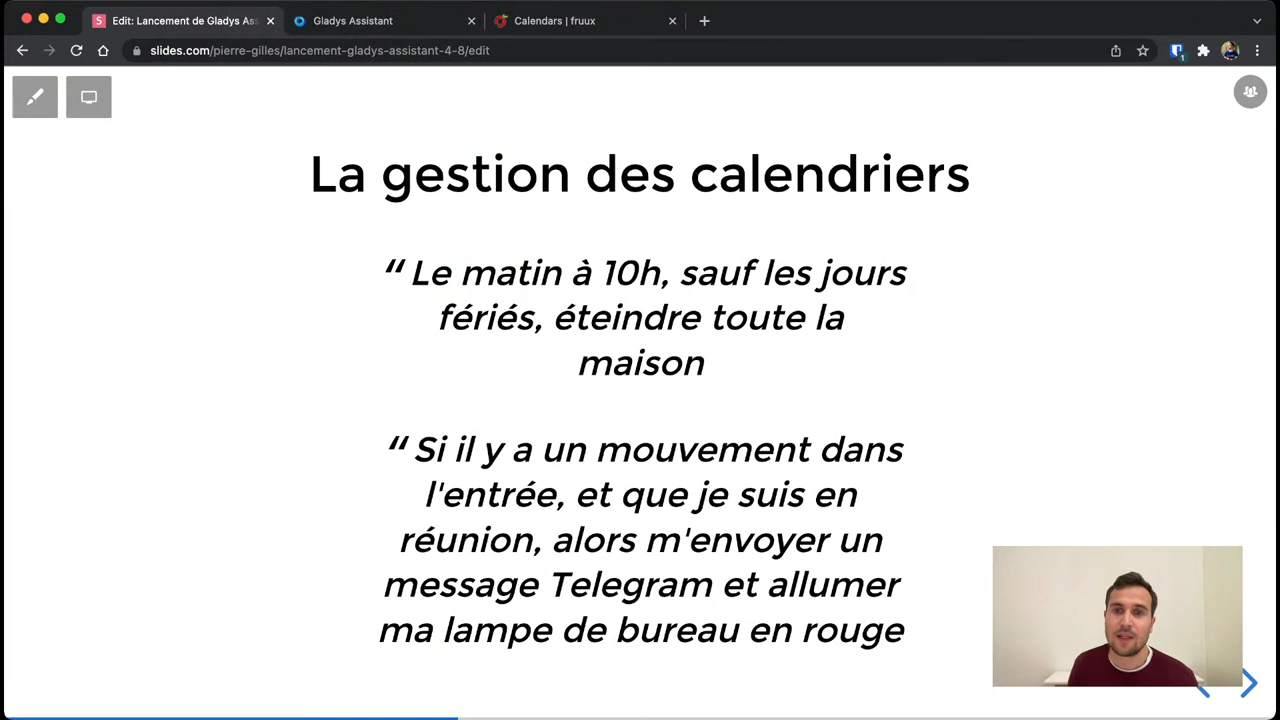 Edit: Lancement de Gladys Ass
Gladys Assistant
Calendars | fruux
slides.com/pierre-gilles/lancement-gladys-assistant-4-8/edit
1
La gestion des calendriers
“ Le matin à 10h, sauf les jours
fériés, éteindre toute la
maison
“ Si il y a un mouvement dans
l'entrée, et que je suis en
réunion, alors m'envoyer un
message Telegram et allumer
ma lampe de bureau en rouge